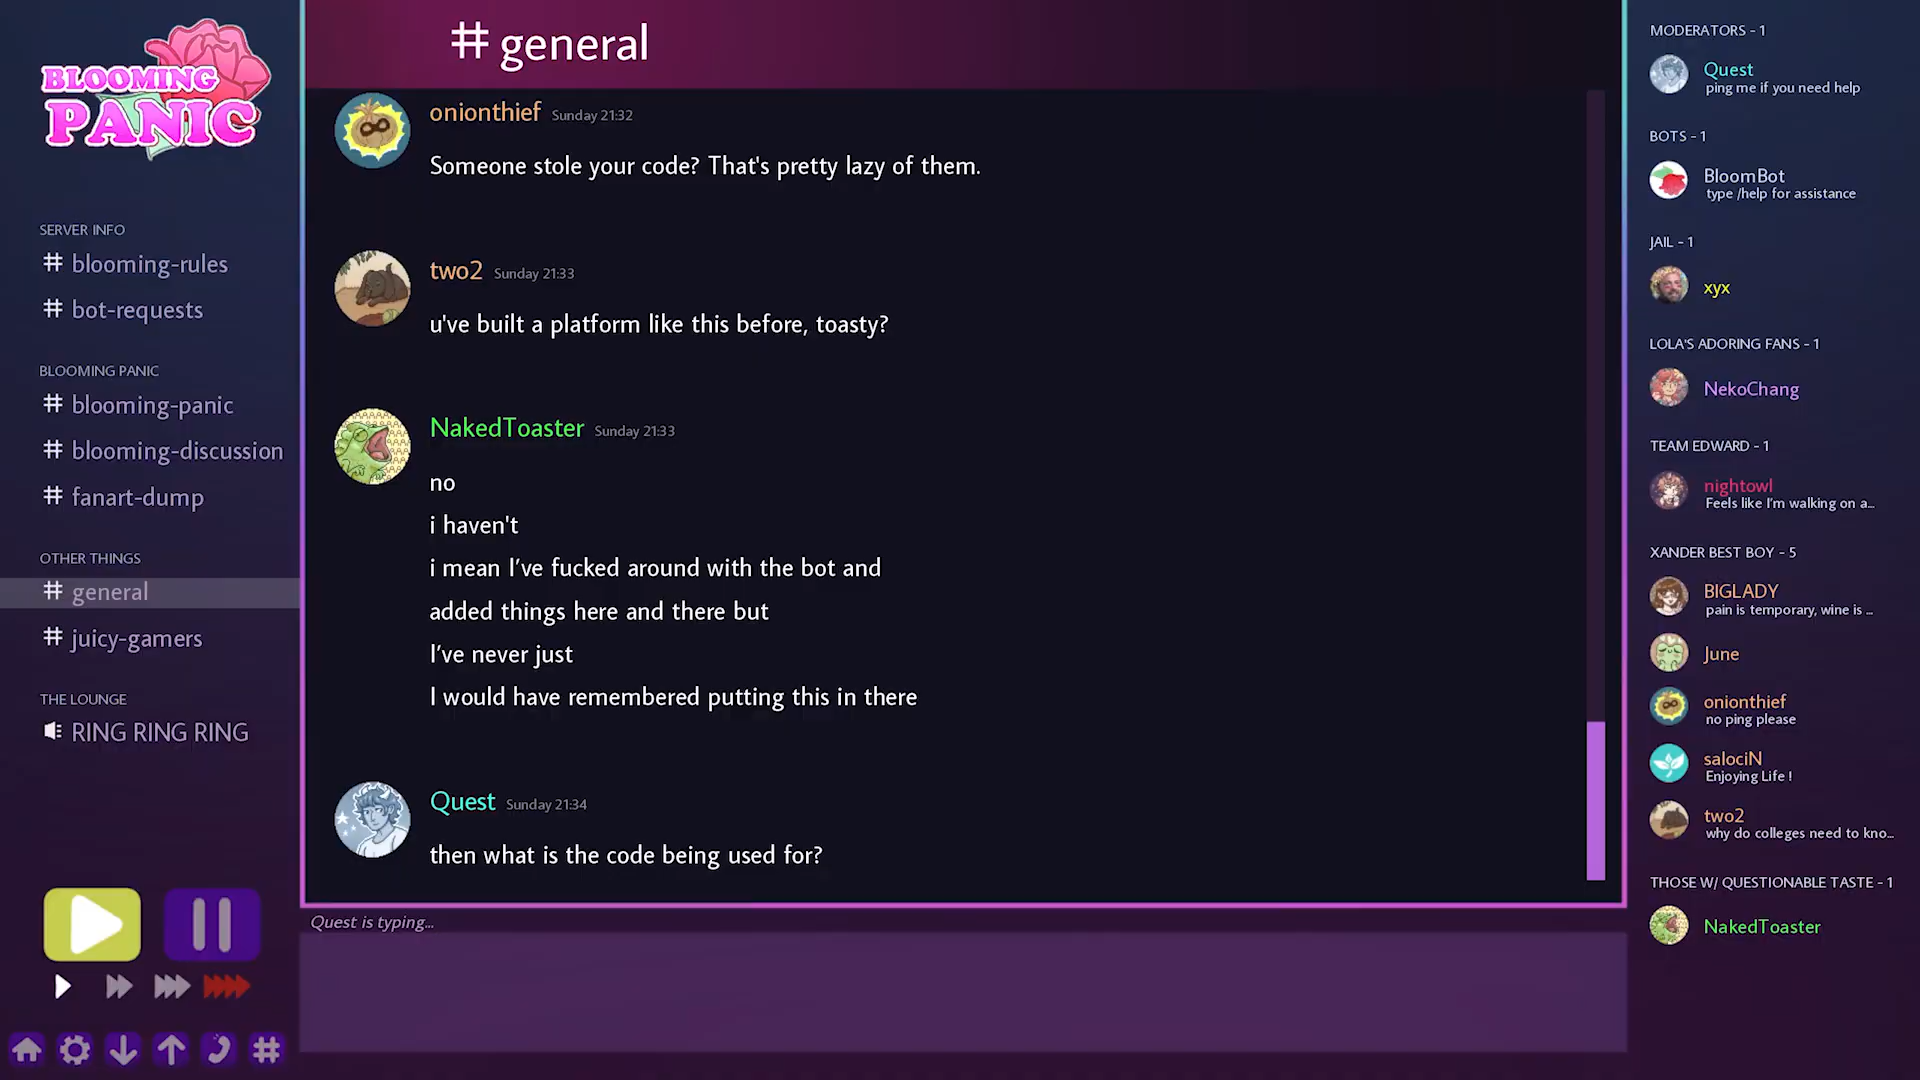 BLOOMING
PANIC
SERVER INFO
# blooming-rules
# bot-requests
BLOOMING PANIC
# blooming-panic
# blooming-discussion
# fanart-dump
OTHER THINGS
# general
# juicy-gamers
THE LOUNGE
RING RING RING
# general
onionthief Sunday 21:32
Someone stole your code? That's pretty lazy of them.
two2 Sunday 21:33
u've built a platform like this before, toasty?
NakedToaster Sunday 21:33
no
i haven't
i mean I've fucked around with the bot and
added things here and there but
I've never just
I would have remembered putting this in there
Quest Sunday 21:34
then what is the code being used for?
Quest is typing...
MODERATORS - 1
Quest
ping me if you need help
BOTS - 1
BloomBot
type /help for assistance
JAIL - 1
xyx
LOLA'S ADORING FANS - 1
NekoChang
TEAM EDWARD - 1
nightowl
Feels like I'm walking on a...
XANDER BEST BOY - 5
BIGLADY
pain is temporary, wine is ...
June
onionthief
no ping please
salociN
Enjoying Life !
two2
why do colleges need to kno...
THOSE W/ QUESTIONABLE TASTE - 1
NakedToaster